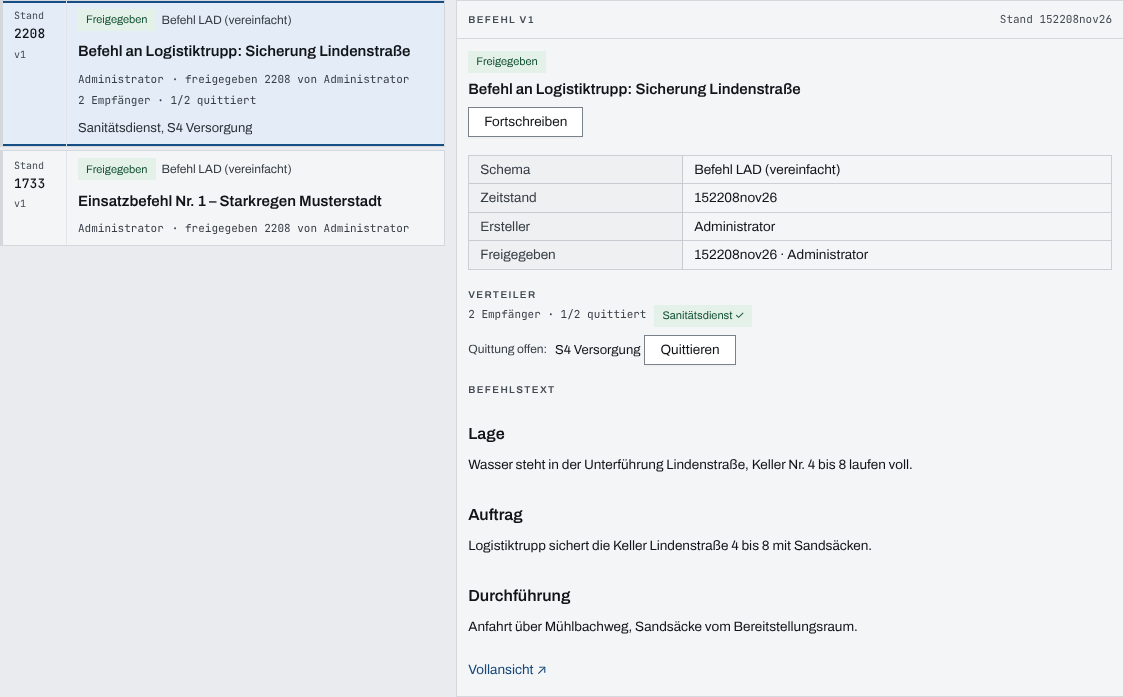 Stand
2208
v1
Freigegeben Befehl LAD (vereinfacht)
Befehl an Logistiktrupp: Sicherung Lindenstraße
Administrator · freigegeben 2208 von Administrator
2 Empfänger · 1/2 quittiert
Sanitätsdienst, S4 Versorgung
Stand
1733
v1
Freigegeben Befehl LAD (vereinfacht)
Einsatzbefehl Nr. 1 – Starkregen Musterstadt
Administrator · freigegeben 2208 von Administrator
BEFEHL V1 Stand 152208nov26
Freigegeben
Befehl an Logistiktrupp: Sicherung Lindenstraße
Fortschreiben
Schema Befehl LAD (vereinfacht)
Zeitstand 152208nov26
Ersteller Administrator
Freigegeben 152208nov26 · Administrator
VERTEILER
2 Empfänger · 1/2 quittiert Sanitätsdienst ✓
Quittung offen: S4 Versorgung Quittieren
BEFEHLSTEXT
Lage
Wasser steht in der Unterführung Lindenstraße, Keller Nr. 4 bis 8 laufen voll.
Auftrag
Logistiktrupp sichert die Keller Lindenstraße 4 bis 8 mit Sandsäcken.
Durchführung
Anfahrt über Mühlbachweg, Sandsäcke vom Bereitstellungsraum.
Vollansicht ↗